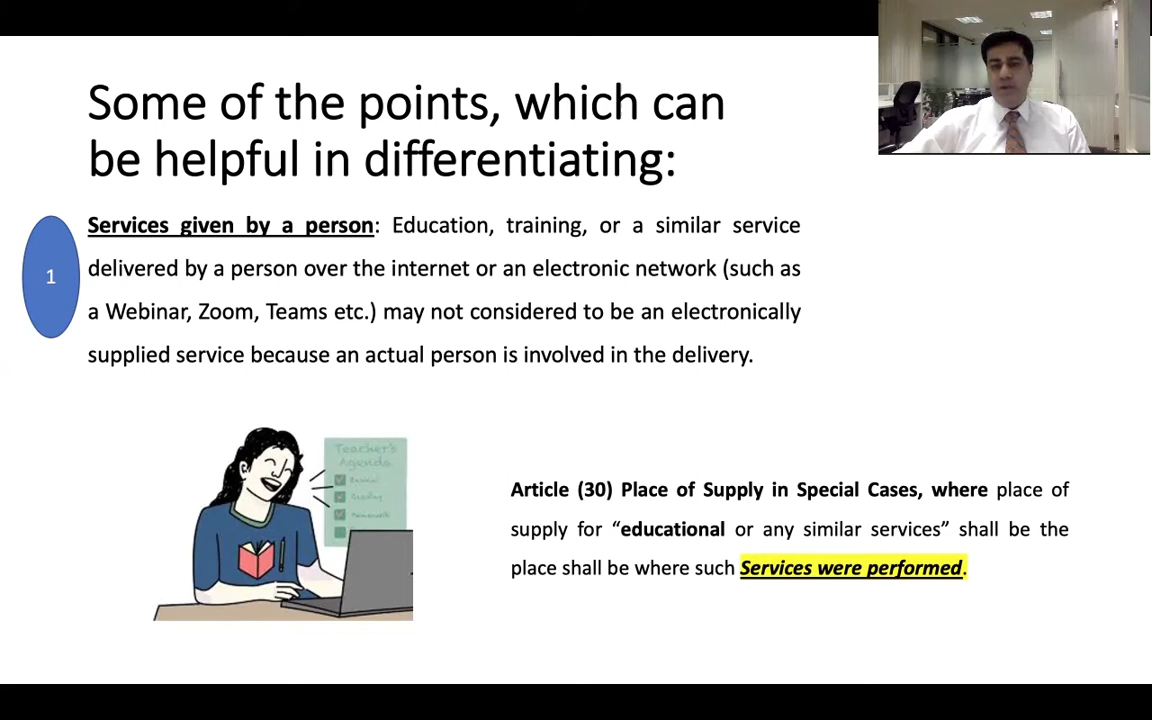 Some of the points, which can
be helpful in differentiating:
1
Services given by a person: Education, training, or a similar service
delivered by a person over the internet or an electronic network (such as
a Webinar, Zoom, Teams etc.) may not considered to be an electronically
supplied service because an actual person is involved in the delivery.
Teacher's
Agenda
Grading
Homework
Article (30) Place of Supply in Special Cases, where place of
supply for “educational or any similar services” shall be the
place shall be where such Services were performed.